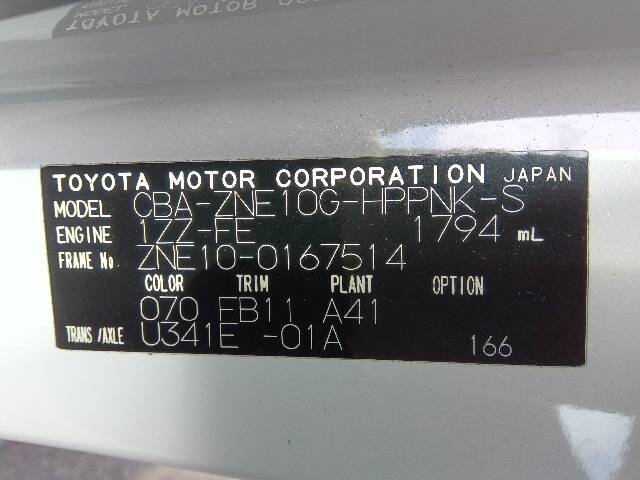 TOYOTA MOTOR CORPORATION JAPAN
MODEL CBA-ZNE10G-HPPNK-S
ENGINE 1ZZ-FE 1794 mL
FRAME No ZNE10-0167514
COLOR TRIM PLANT OPTION
070 EB11 A41
TRANS/AXLE U341E -01A 166